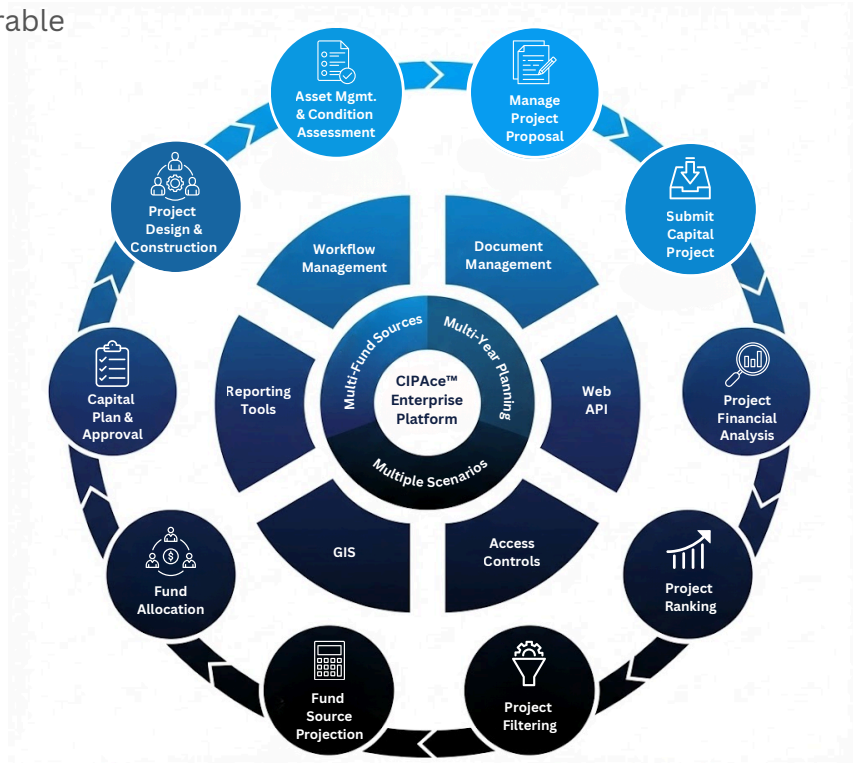 rable
Asset Mgmt.
& Condition
Assessment
Manage
Project
Proposal
Submit
Capital
Project
Project
Financial
Analysis
Project
Ranking
Project
Filtering
Fund
Source
Projection
Fund
Allocation
Capital
Plan &
Approval
Project
Design &
Construction
Workflow
Management
Document
Management
Web
API
Access
Controls
GIS
Reporting
Tools
Multi-Fund Sources
Multi-Year Planning
Multiple Scenarios
CIPAce™
Enterprise
Platform
$